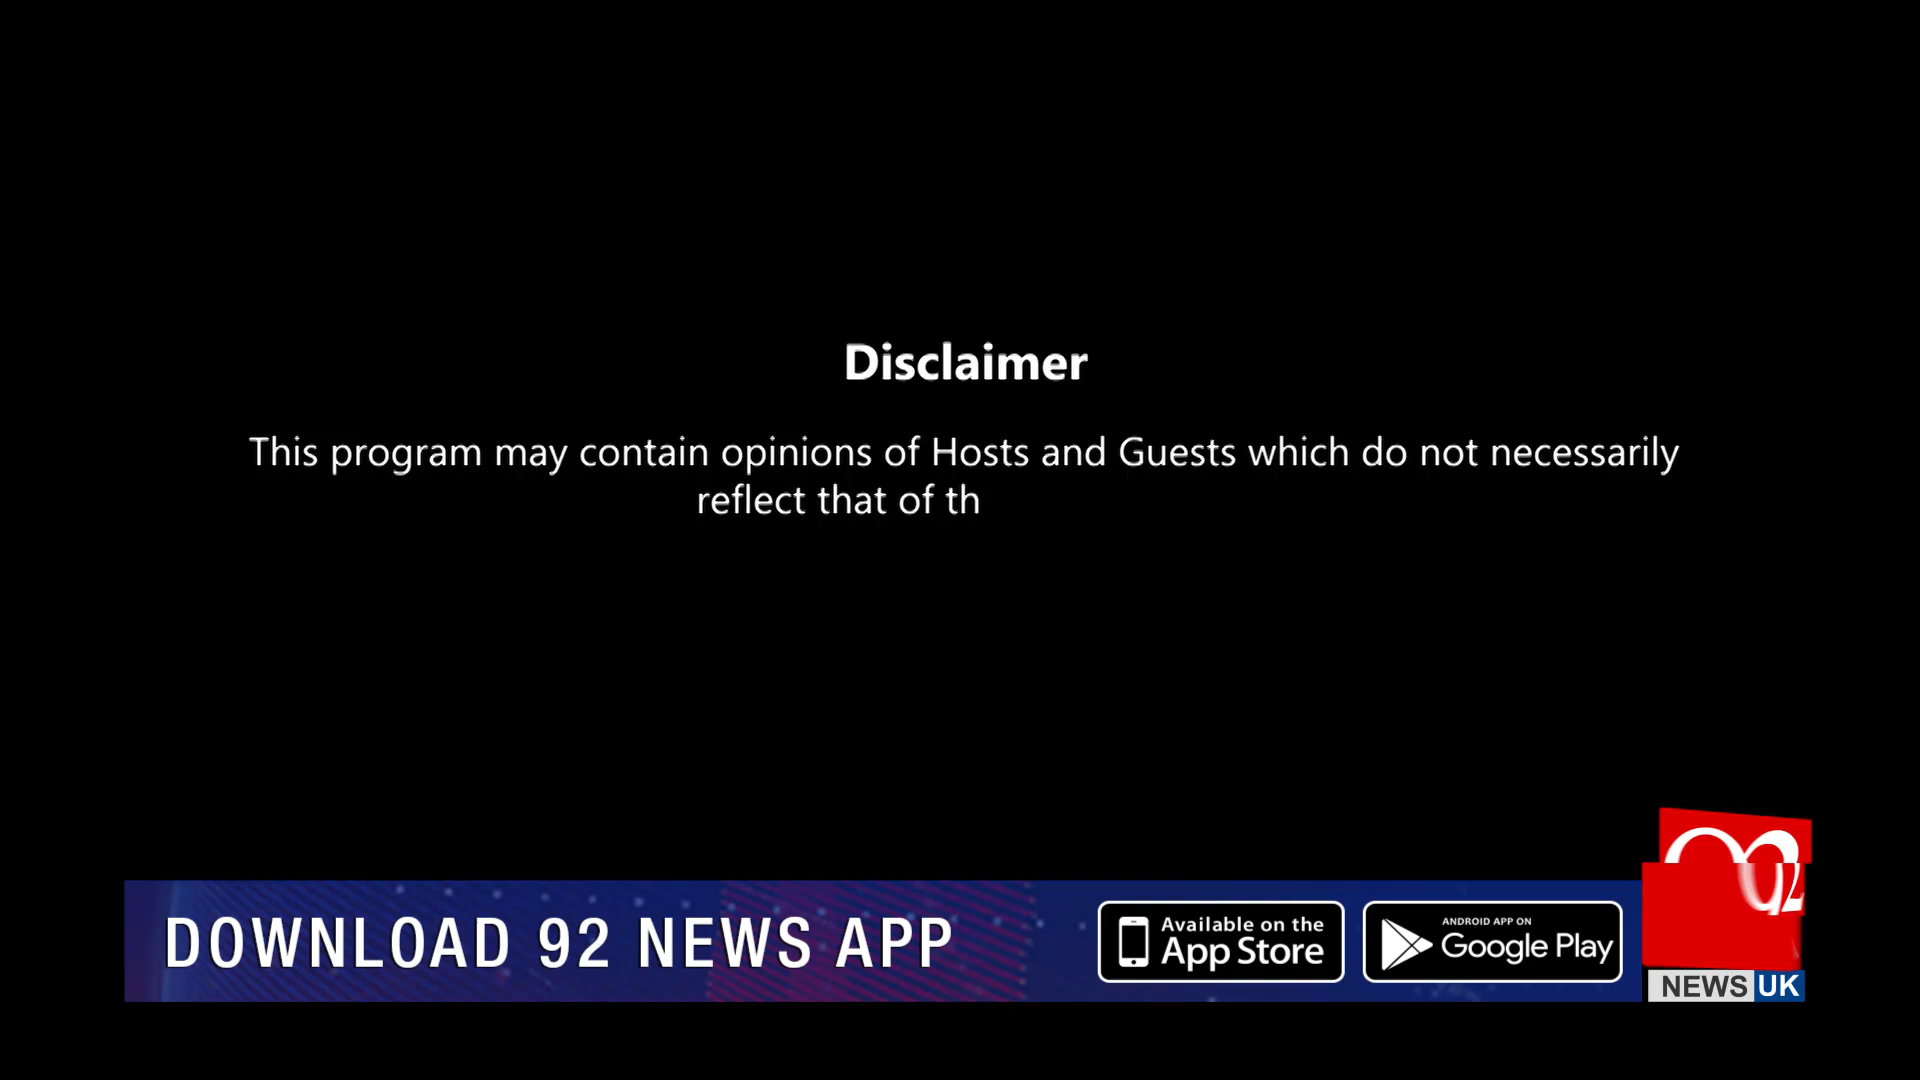 Disclaimer
This program may contain opinions of Hosts and Guests which do not necessarily
reflect that of th
DOWNLOAD 92 NEWS APP
Available on the
App Store
ANDROID APP ON
Google Play
92
NEWS UK